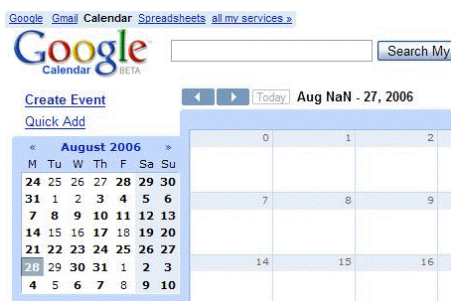 Google Gmail Calendar Spreadsheets all my services »
Google
Calendar BETA
Search My
Create Event
Today Aug NaN - 27, 2006
Quick Add
« August 2006 »
M Tu W Th F Sa Su
24 25 26 27 28 29 30
31 1 2 3 4 5 6
7 8 9 10 11 12 13
14 15 16 17 18 19 20
21 22 23 24 25 26 27
28 29 30 31 1 2 3
4 5 6 7 8 9 10
0 1 2
7 8 9
14 15 16